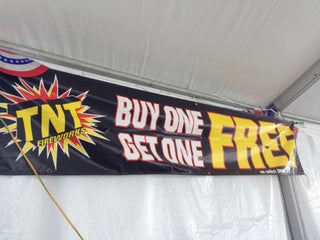 TNT
FIREWORKS
BUY ONE
GET ONE
FREE